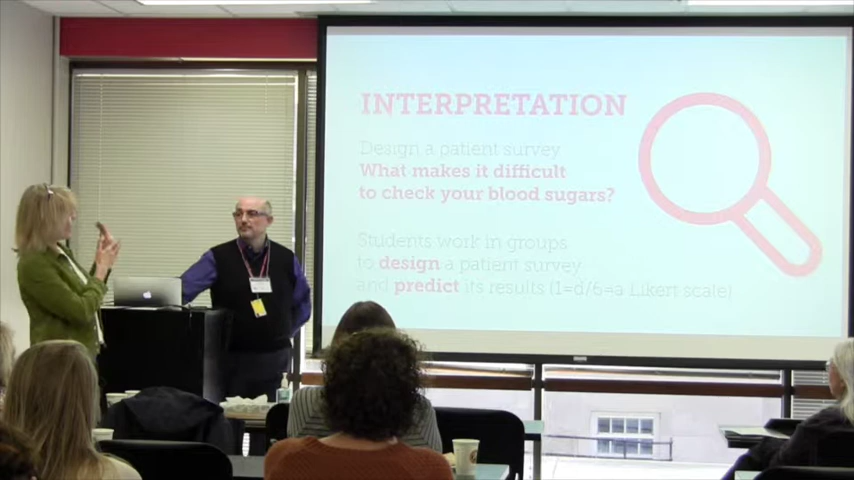 INTERPRETATION
Design a patient survey
What makes it difficult
to check your blood sugars?
Students work in groups
to design a patient survey
and predict its results (1=d/6=a Likert scale)